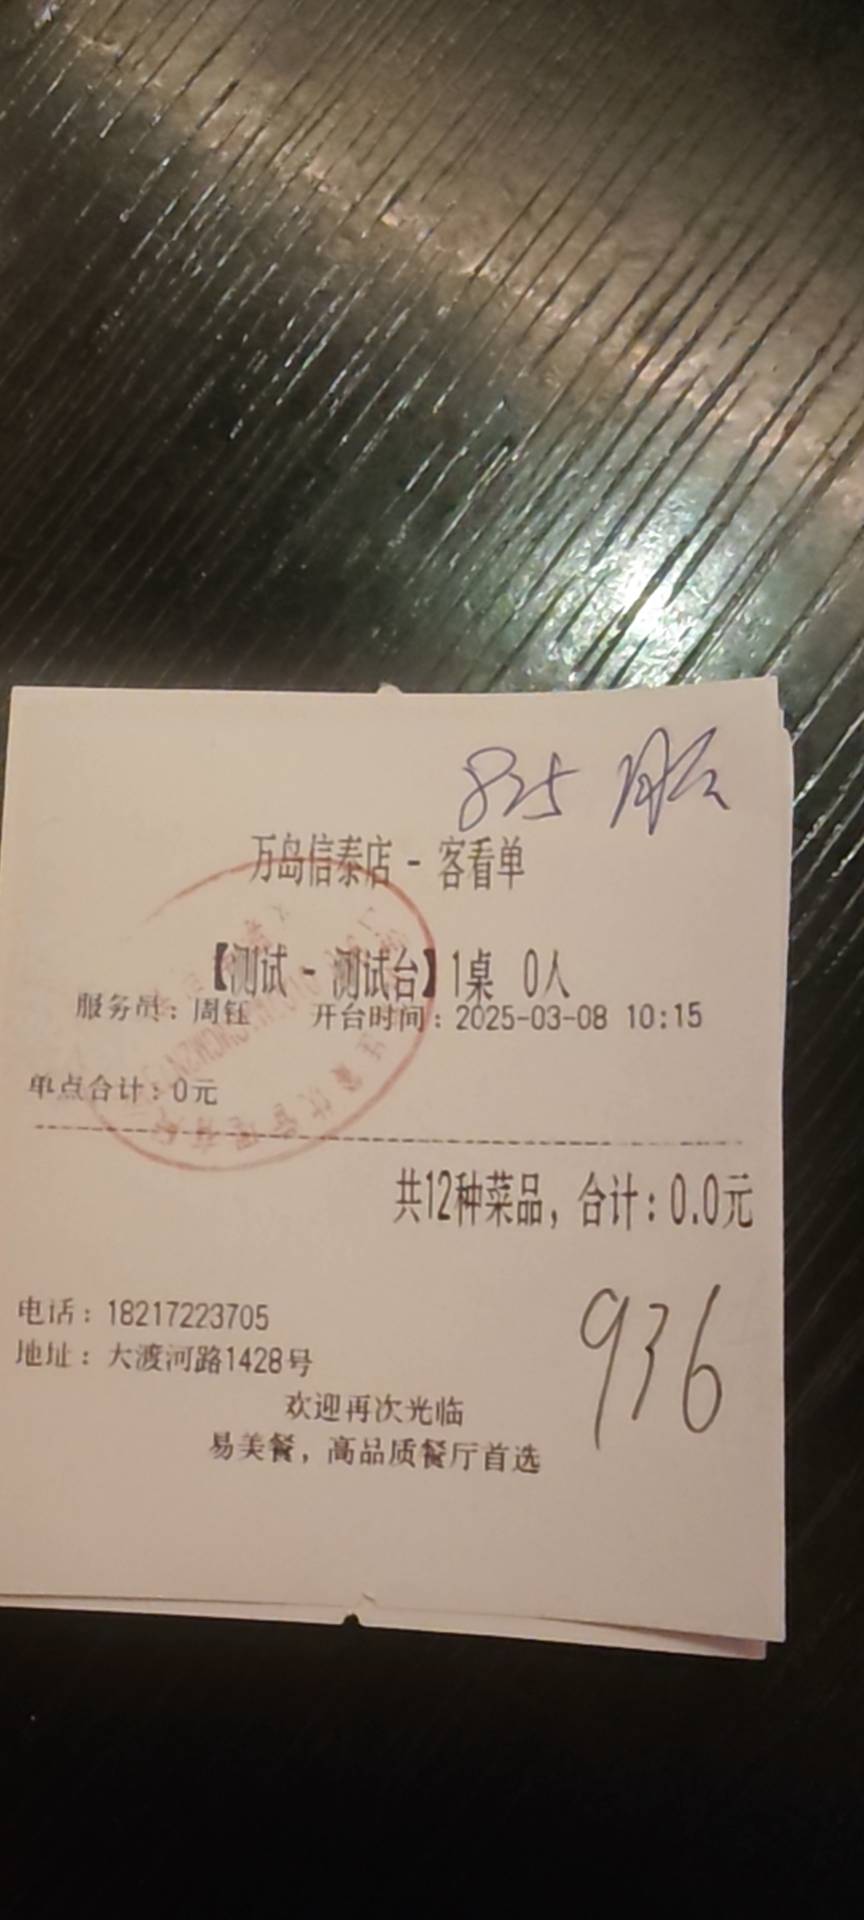 825
万岛信泰店 - 客看单
【测试 - 测试台】1桌 0人
服务员：周钰 开台时间：2025-03-08 10:15
单点合计：0元
共12种菜品，合计：0.0元
936
电话：18217223705
地址：大渡河路1428号
欢迎再次光临
易美餐，高品质餐厅首选